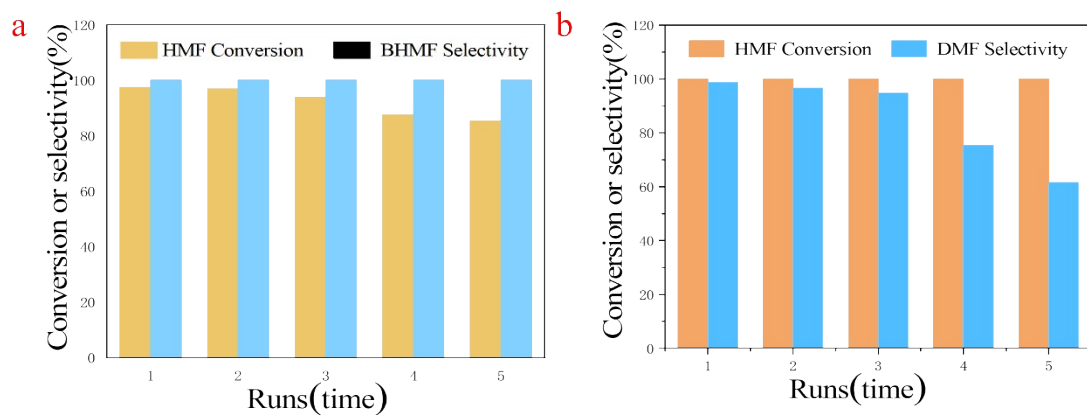 a
Conversion or selectivity(%)
120
100
80
60
40
20
0
HMF Conversion
BHMF Selectivity
1 2 3 4 5
Runs(time)
b
Conversion or selectivity(%)
120
100
80
60
40
20
0
HMF Conversion
DMF Selectivity
1 2 3 4 5
Runs(time)